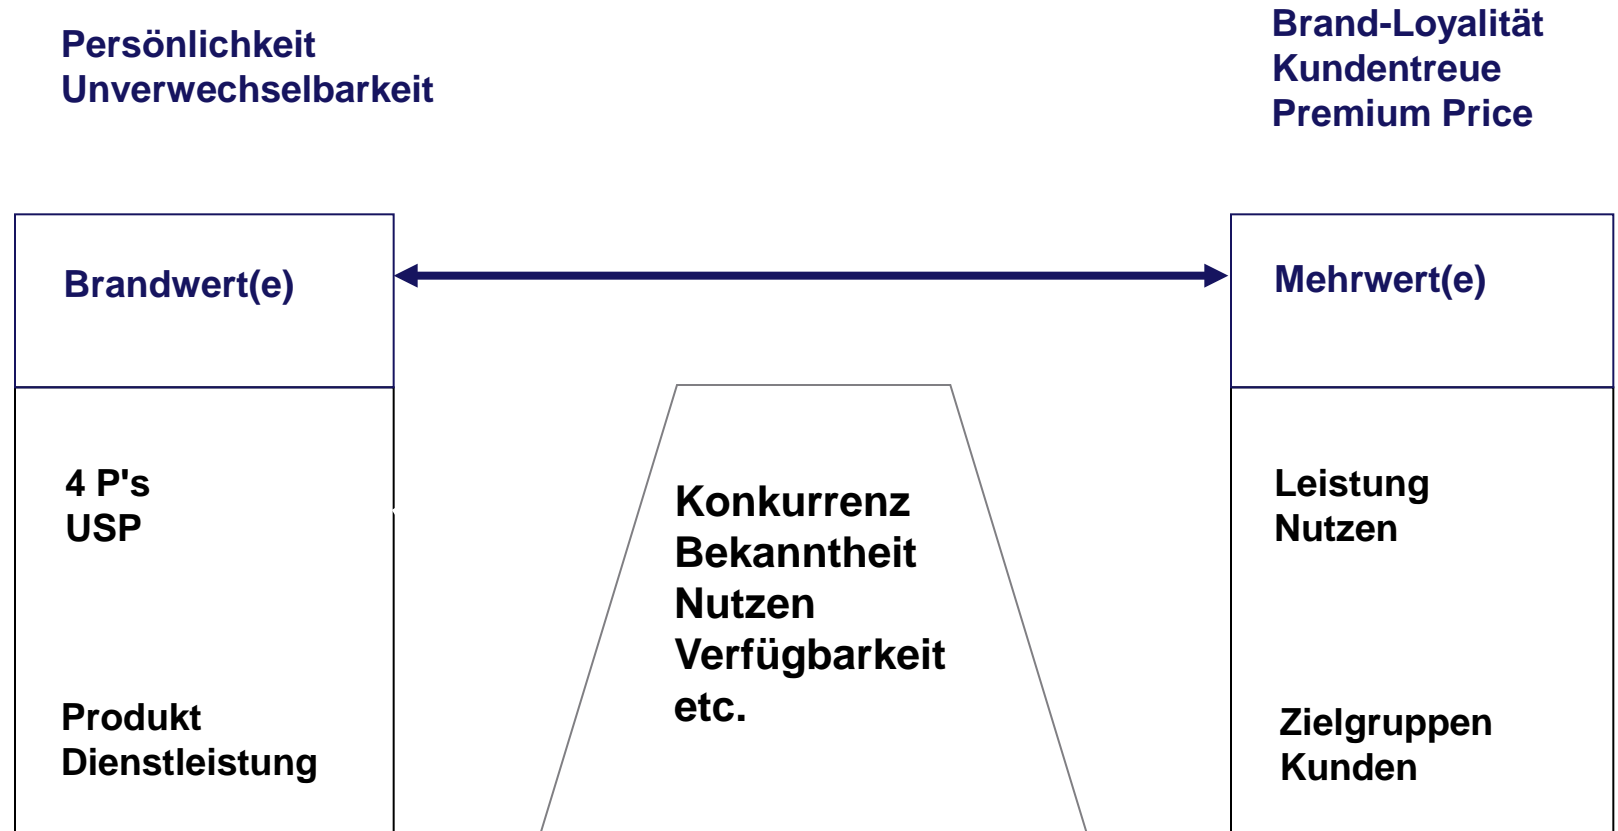 Persönlichkeit
Unverwechselbarkeit
Brand-Loyalität
Kundentreue
Premium Price
Brandwert(e)
Mehrwert(e)
4 P's
USP
Konkurrenz
Bekanntheit
Nutzen
Verfügbarkeit
etc.
Leistung
Nutzen
Produkt
Dienstleistung
Zielgruppen
Kunden